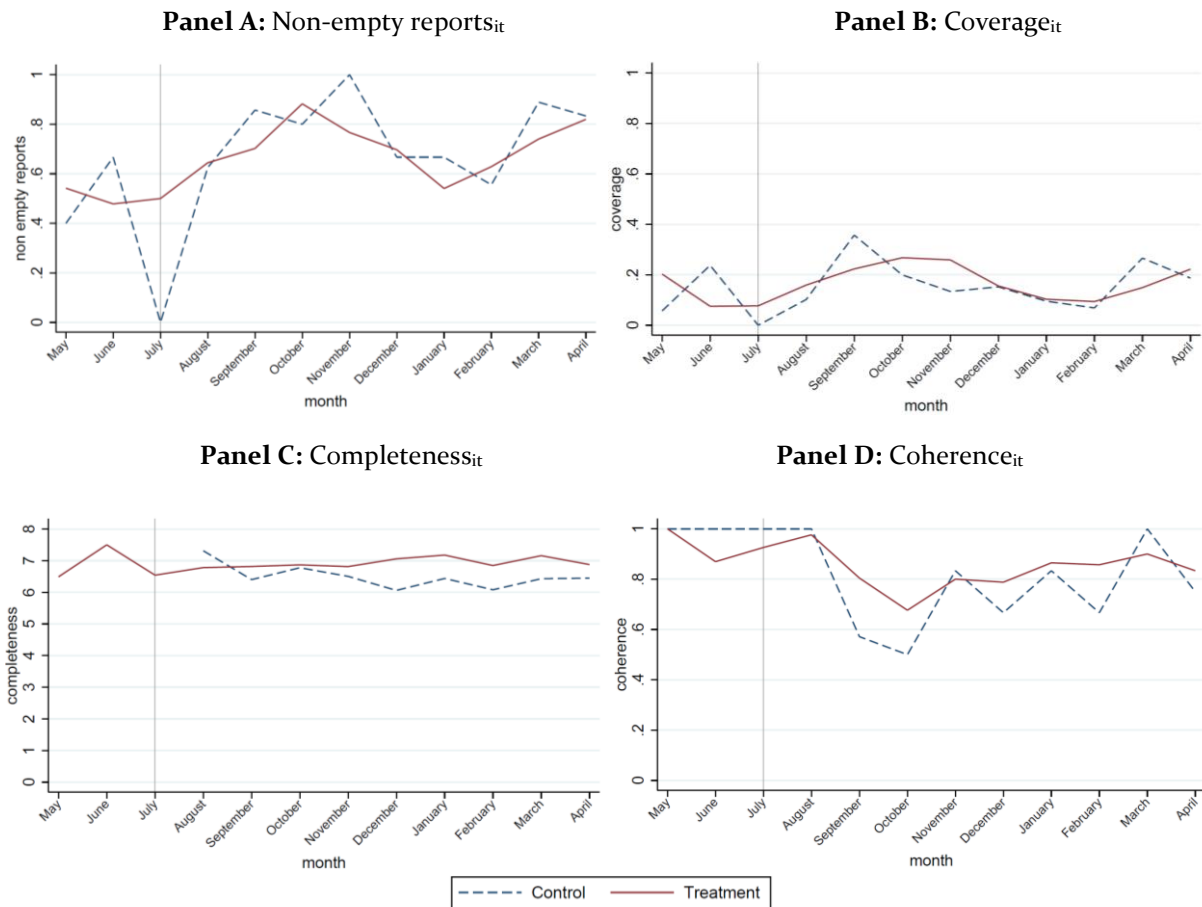 Panel A: Non-empty reportsit
Panel B: Coverageit
non empty reports
0 .2 .4 .6 .8 1
May June July August September October November December January February March April
month
coverage
0 .2 .4 .6 .8 1
May June July August September October November December January February March April
month
Panel C: Completenessit
Panel D: Coherenceit
completeness
0 1 2 3 4 5 6 7 8
May June July August September October November December January February March April
month
coherence
0 .2 .4 .6 .8 1
May June July August September October November December January February March April
month
Control Treatment